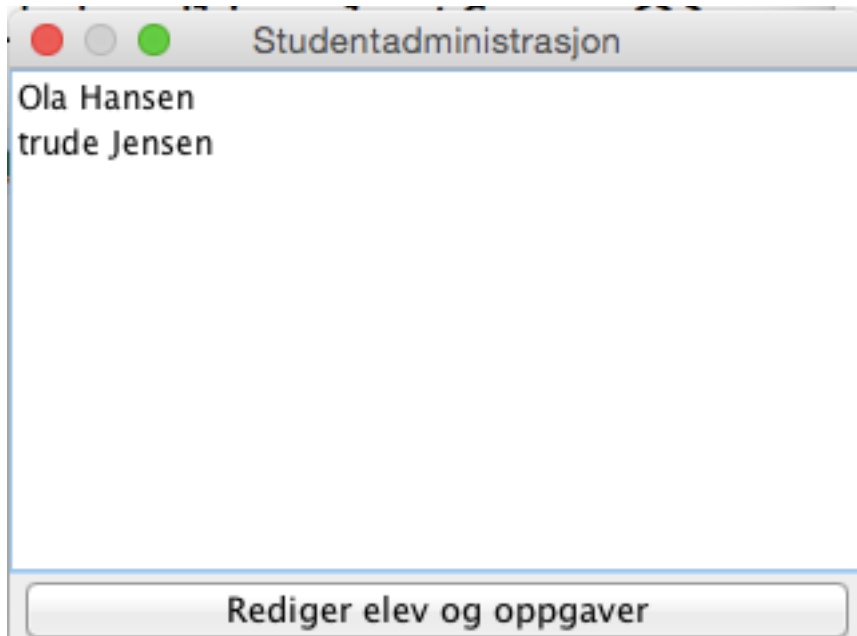 Studentadministrasjon
Ola Hansen
trude Jensen
Rediger elev og oppgaver